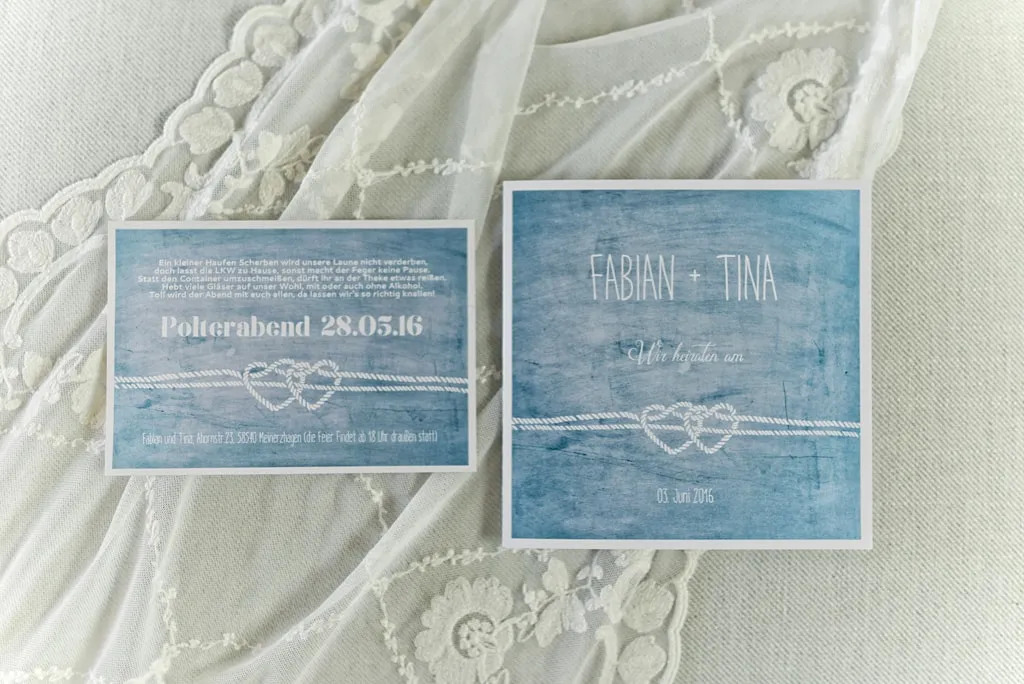 Ein kleiner Haufen Scherben wird unsere Laune nicht verderben,
doch lasst die LKW zu Hause, sonst macht der Feger keine Pause.
Statt den Container umzuschmeißen, dürft ihr an der Theke etwas reißen.
Hebt viele Gläser auf unser Wohl, mit oder auch ohne Alkohol.
Toll wird der Abend mit euch allen, da lassen wir's so richtig knallen!
Polterabend 28.05.16
Fabian und Tina, Ahornstr.23, 58540 Meinerzhagen (die Feier findet ab 18 Uhr draußen statt)
FABIAN + TINA
Wir heiraten am
03. Juni 2016